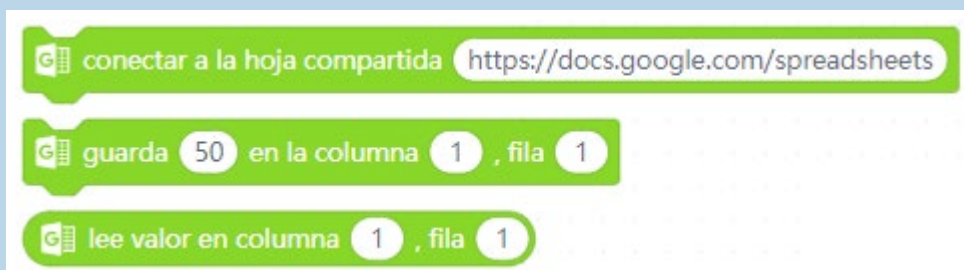 conectar a la hoja compartida https://docs.google.com/spreadsheets
guarda 50 en la columna 1 , fila 1
lee valor en columna 1 , fila 1